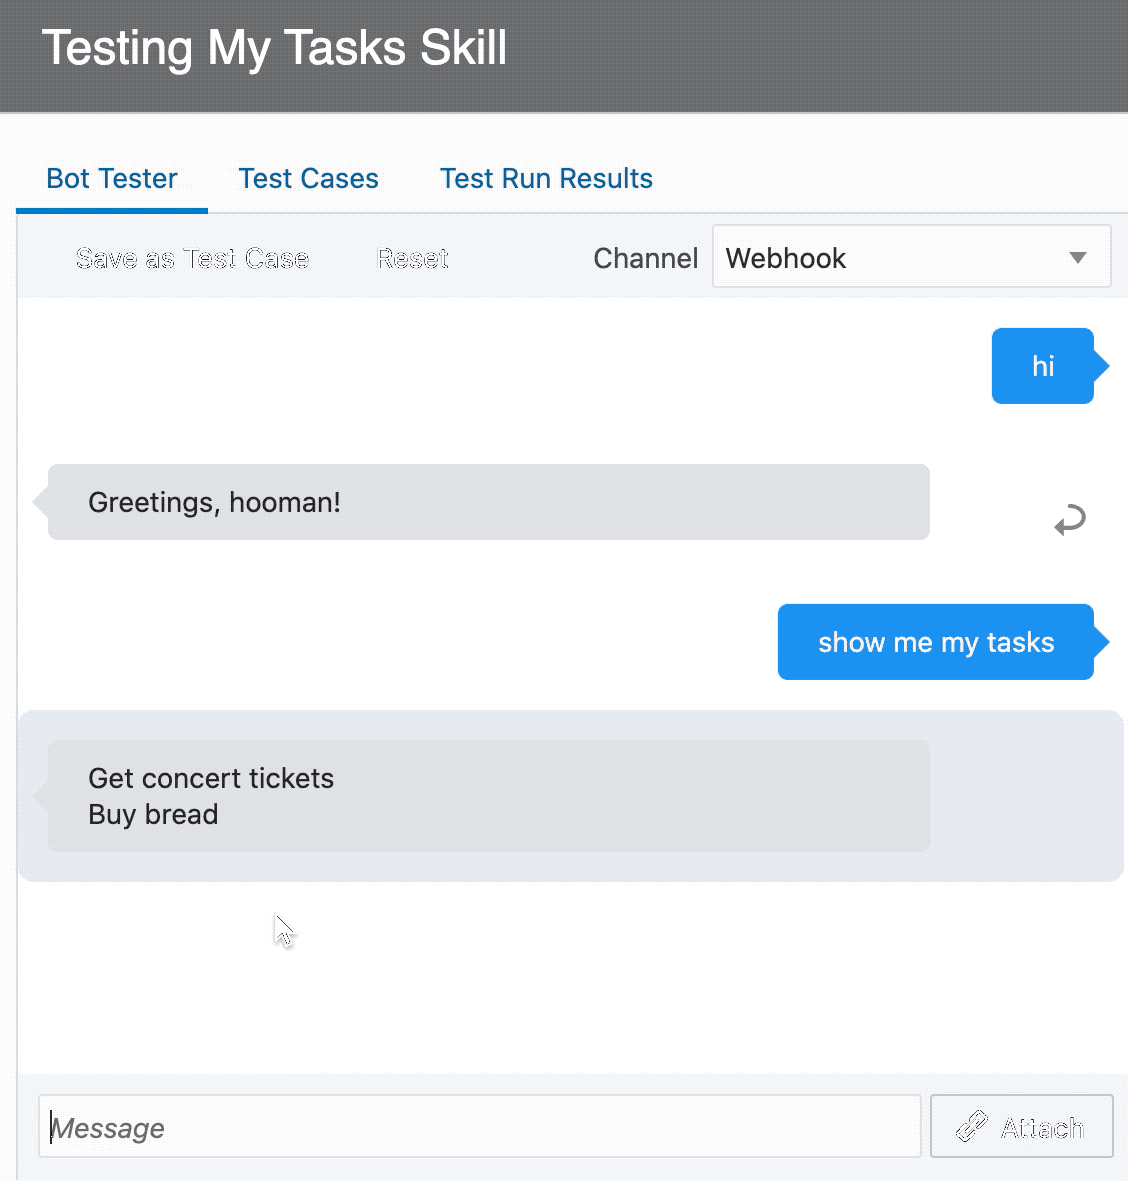 Testing My Tasks Skill
Bot Tester Test Cases Test Run Results
Save as Test Case Reset Channel Webhook
hi
Greetings, hooman!
show me my tasks
Get concert tickets
Buy bread
Message Attach